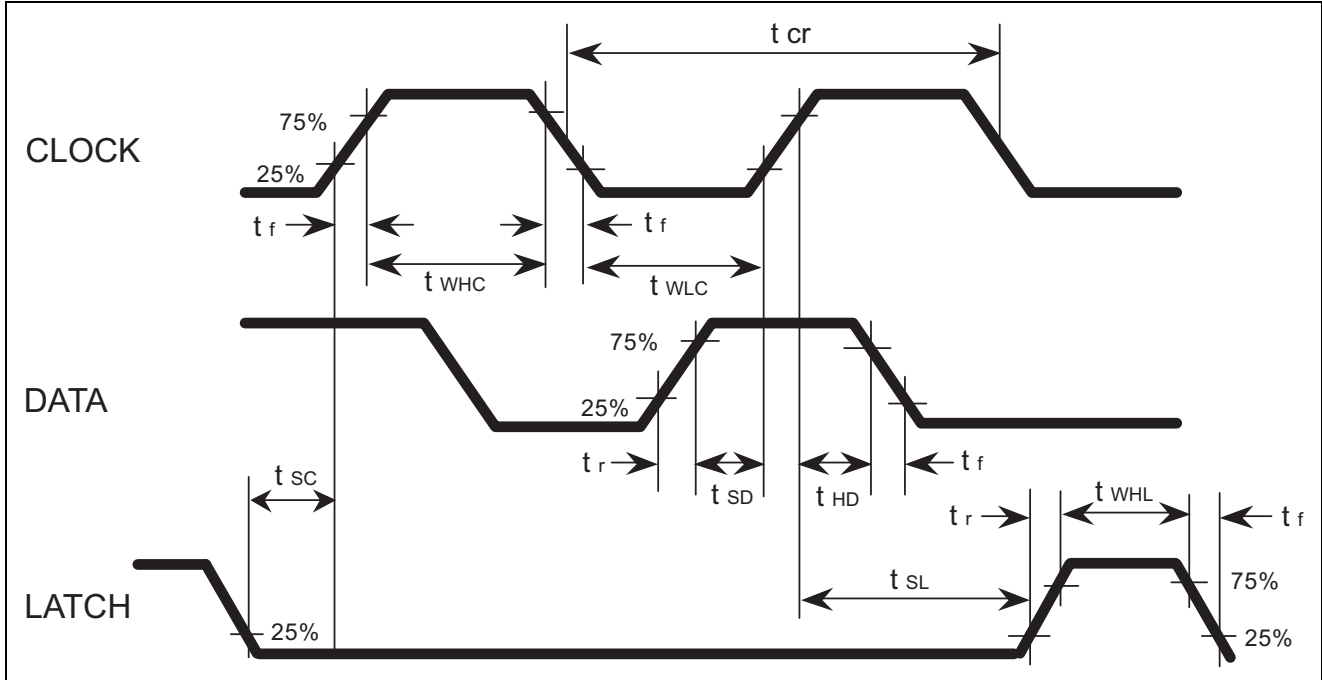 t cr
75%
CLOCK
25%
t f
t f
t WHC
t WLC
75%
DATA
25%
t r
t f
t SC
t SD
t HD
t WHL
t r
t f
t SL
75%
LATCH
25%
25%